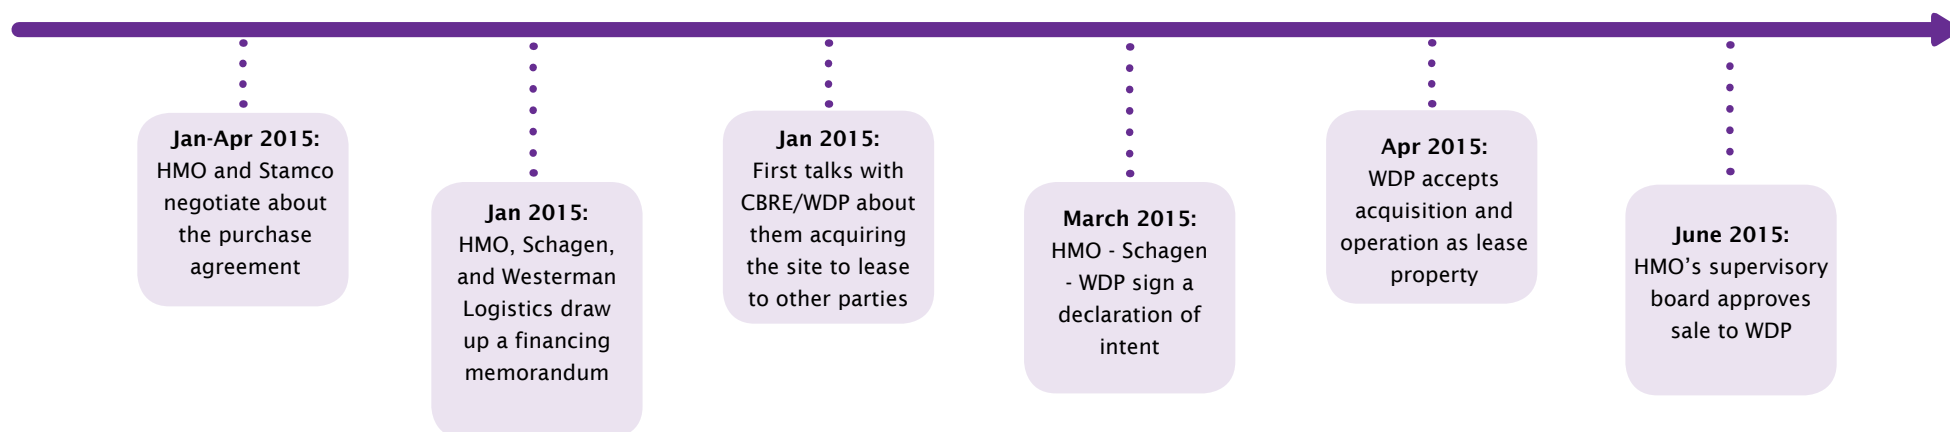 Jan-Apr 2015:
HMO and Stamco
negotiate about
the purchase
agreement
Jan 2015:
HMO, Schagen,
and Westerman
Logistics draw
up a financing
memorandum
Jan 2015:
First talks with
CBRE/WDP about
them acquiring
the site to lease
to other parties
March 2015:
HMO - Schagen
- WDP sign a
declaration of
intent
Apr 2015:
WDP accepts
acquisition and
operation as lease
property
June 2015:
HMO’s supervisory
board approves
sale to WDP